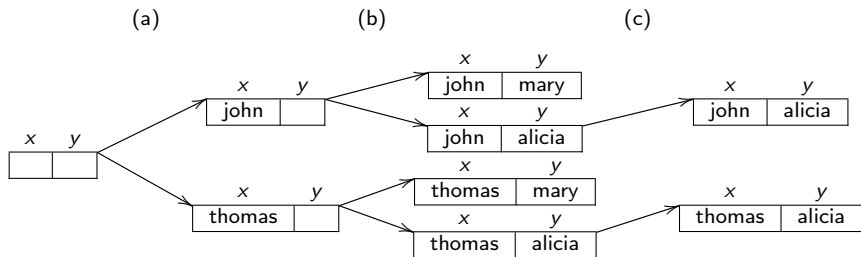 (a) (b) (c)
x y
john mary
x y x y
john
x y john alicia x y
john alicia
x y
x y thomas mary x y
thomas x y thomas alicia
thomas alicia